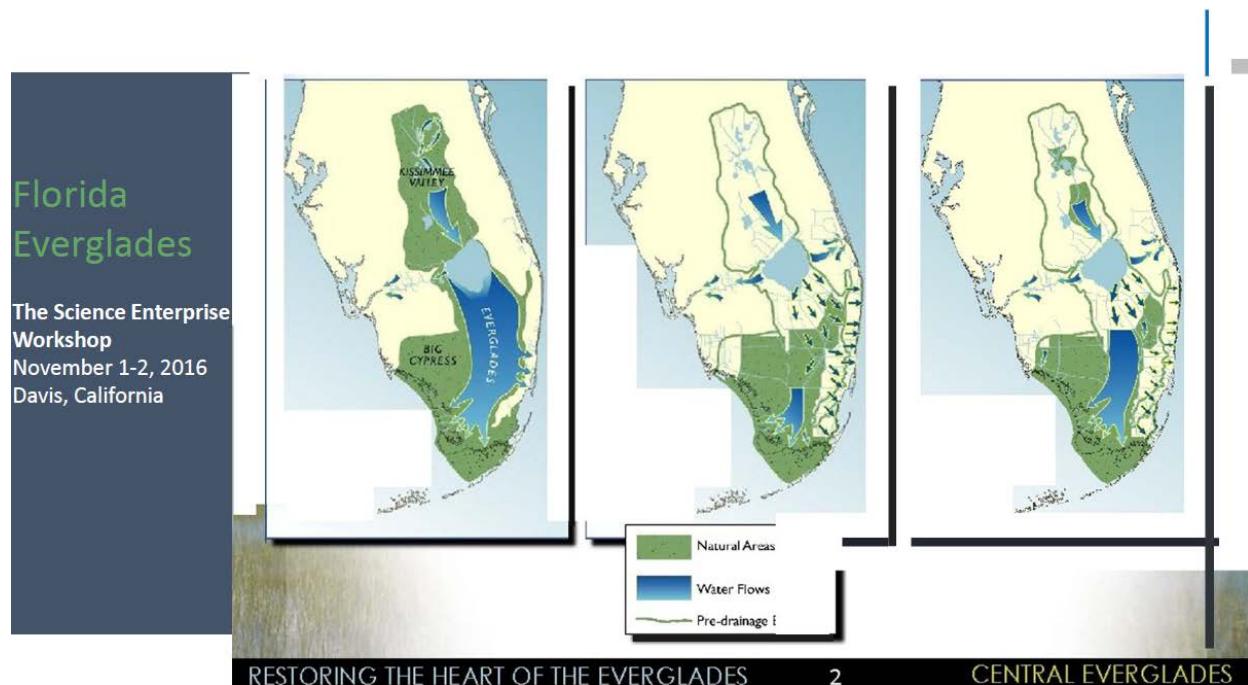 Florida
Everglades
The Science Enterprise
Workshop
November 1-2, 2016
Davis, California
KISSIMMEE
VALLEY
EVERGLADES
BIG
CYPRESS
Natural Areas
Water Flows
Pre-drainage
RESTORING THE HEART OF THE EVERGLADES
2
CENTRAL EVERGLADES